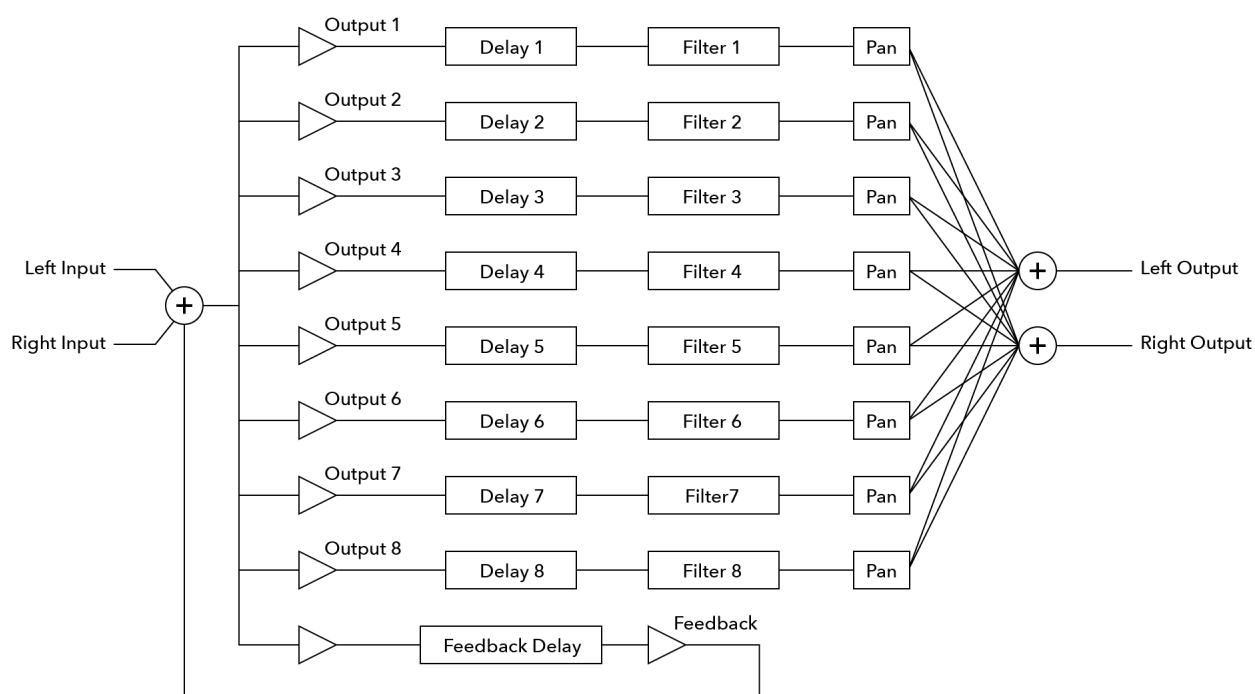 Output 1
Delay 1
Filter 1
Pan
Output 2
Delay 2
Filter 2
Pan
Output 3
Delay 3
Filter 3
Pan
Output 4
Delay 4
Filter 4
Pan
Left Input
+
Left Output
+
Right Input
Output 5
Delay 5
Filter 5
Pan
+
Right Output
Output 6
Delay 6
Filter 6
Pan
Output 7
Delay 7
Filter7
Pan
Output 8
Delay 8
Filter 8
Pan
Feedback Delay
Feedback